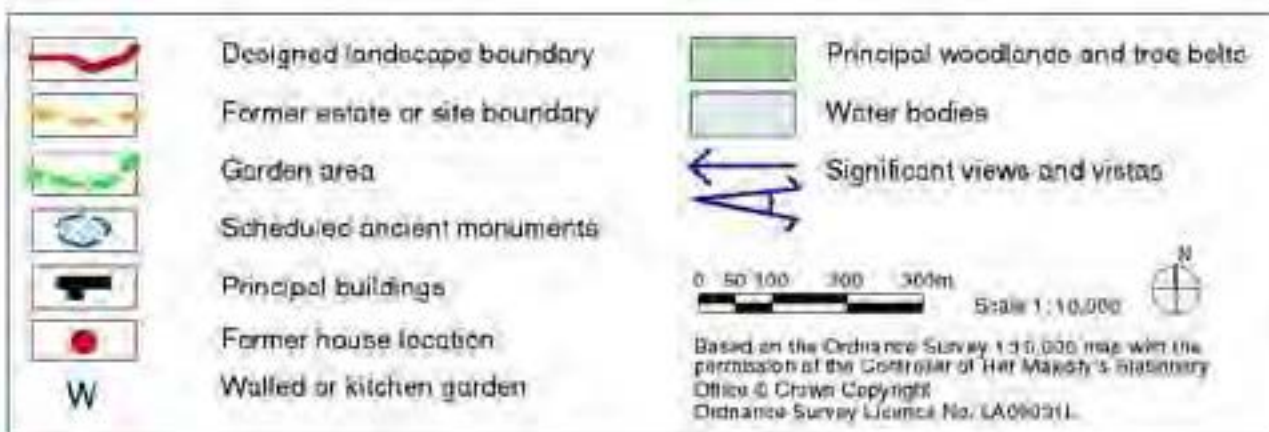 Designed landscape boundary
Former estate or site boundary
Garden area
Scheduled ancient monuments
Principal buildings
Former house location
W Walled or kitchen garden
Principal woodlands and tree belts
Water bodies
Significant views and vistas
N
0 50 100 200 300m
Scale 1:10,000
Based on the Ordnance Survey 1:10,000 map with the
permission of the Controller of Her Majesty's Stationery
Office © Crown Copyright
Ordnance Survey Licence No.